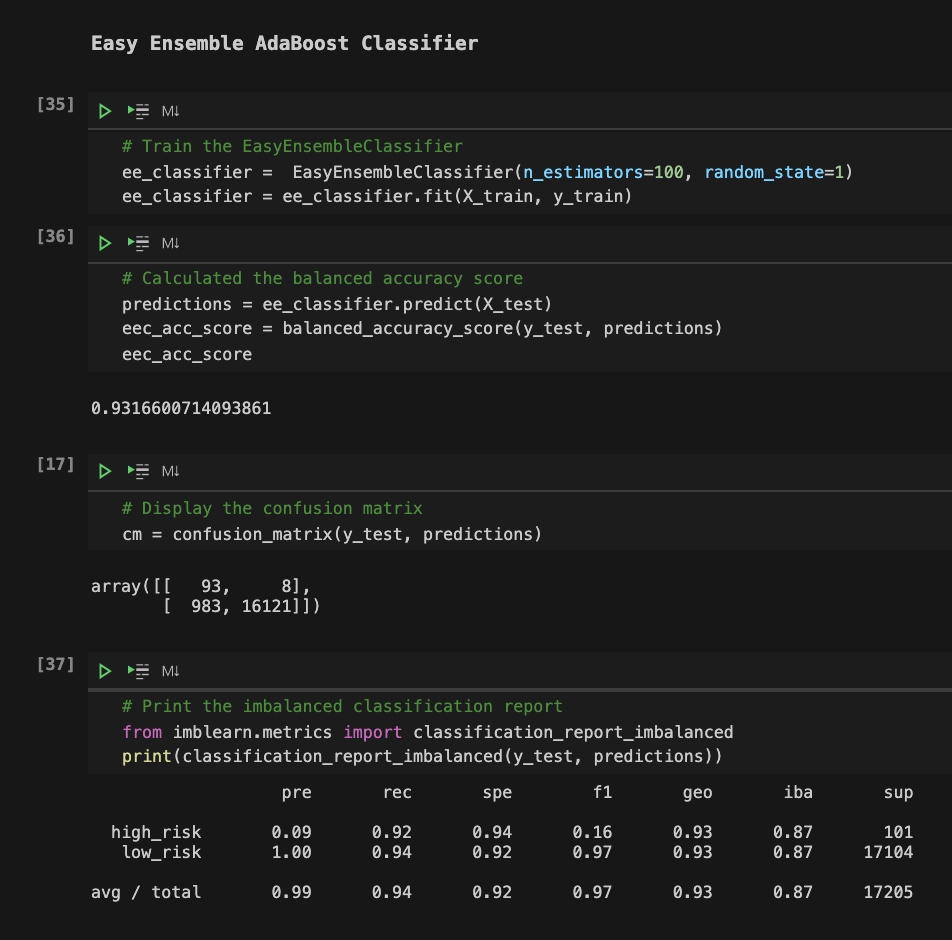 Easy Ensemble AdaBoost Classifier
[35]
M↓
# Train the EasyEnsembleClassifier
ee_classifier =  EasyEnsembleClassifier(n_estimators=100, random_state=1)
ee_classifier = ee_classifier.fit(X_train, y_train)
[36]
M↓
# Calculated the balanced accuracy score
predictions = ee_classifier.predict(X_test)
eec_acc_score = balanced_accuracy_score(y_test, predictions)
eec_acc_score
0.9316600714093861
[17]
M↓
# Display the confusion matrix
cm = confusion_matrix(y_test, predictions)
array([[   93,     8],
       [  983, 16121]])
[37]
M↓
# Print the imbalanced classification report
from imblearn.metrics import classification_report_imbalanced
print(classification_report_imbalanced(y_test, predictions))
                   pre       rec       spe        f1       geo       iba       sup
  high_risk       0.09      0.92      0.94      0.16      0.93      0.87       101
   low_risk       1.00      0.94      0.92      0.97      0.93      0.87     17104
avg / total       0.99      0.94      0.92      0.97      0.93      0.87     17205